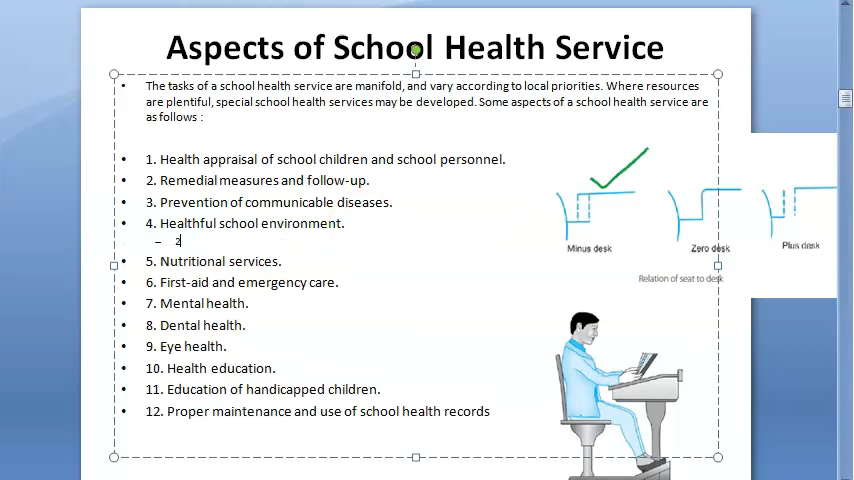 Aspects of School Health Service
• The tasks of a school health service are manifold, and vary according to local priorities. Where resources
are plentiful, special school health services may be developed. Some aspects of a school health service are
as follows :
• 1. Health appraisal of school children and school personnel.
• 2. Remedial measures and follow-up.
• 3. Prevention of communicable diseases.
• 4. Healthful school environment.
– 2
• 5. Nutritional services.
• 6. First-aid and emergency care.
• 7. Mental health.
• 8. Dental health.
• 9. Eye health.
• 10. Health education.
• 11. Education of handicapped children.
• 12. Proper maintenance and use of school health records
Minus desk
Zero desk
Plus desk
Relation of seat to desk